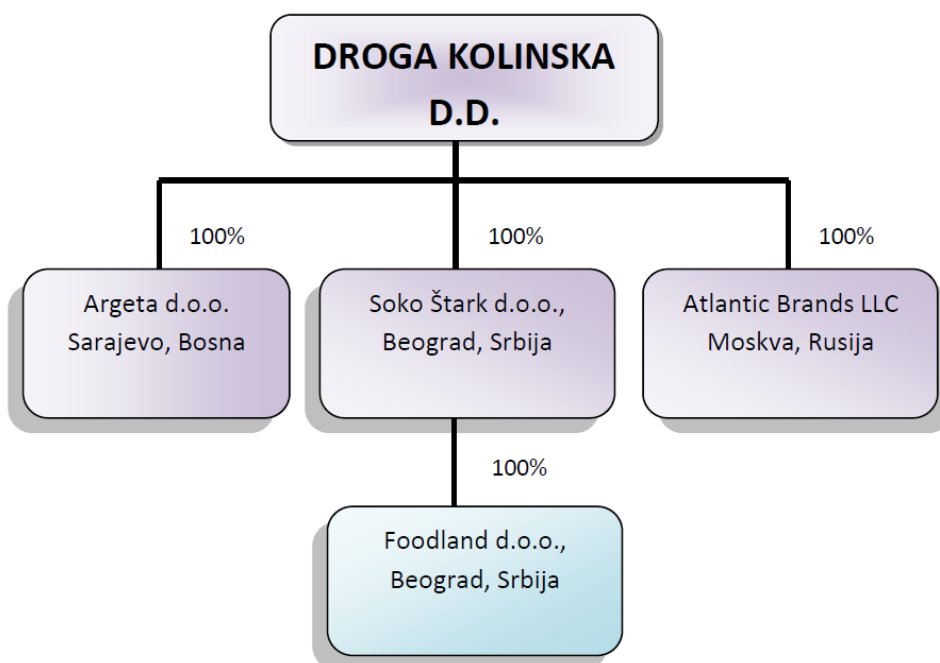 DROGA KOLINSKA
D.D.
100%
100%
100%
Argeta d.o.o.
Sarajevo, Bosna
Soko Štark d.o.o.,
Beograd, Srbija
Atlantic Brands LLC
Moskva, Rusija
100%
Foodland d.o.o.,
Beograd, Srbija